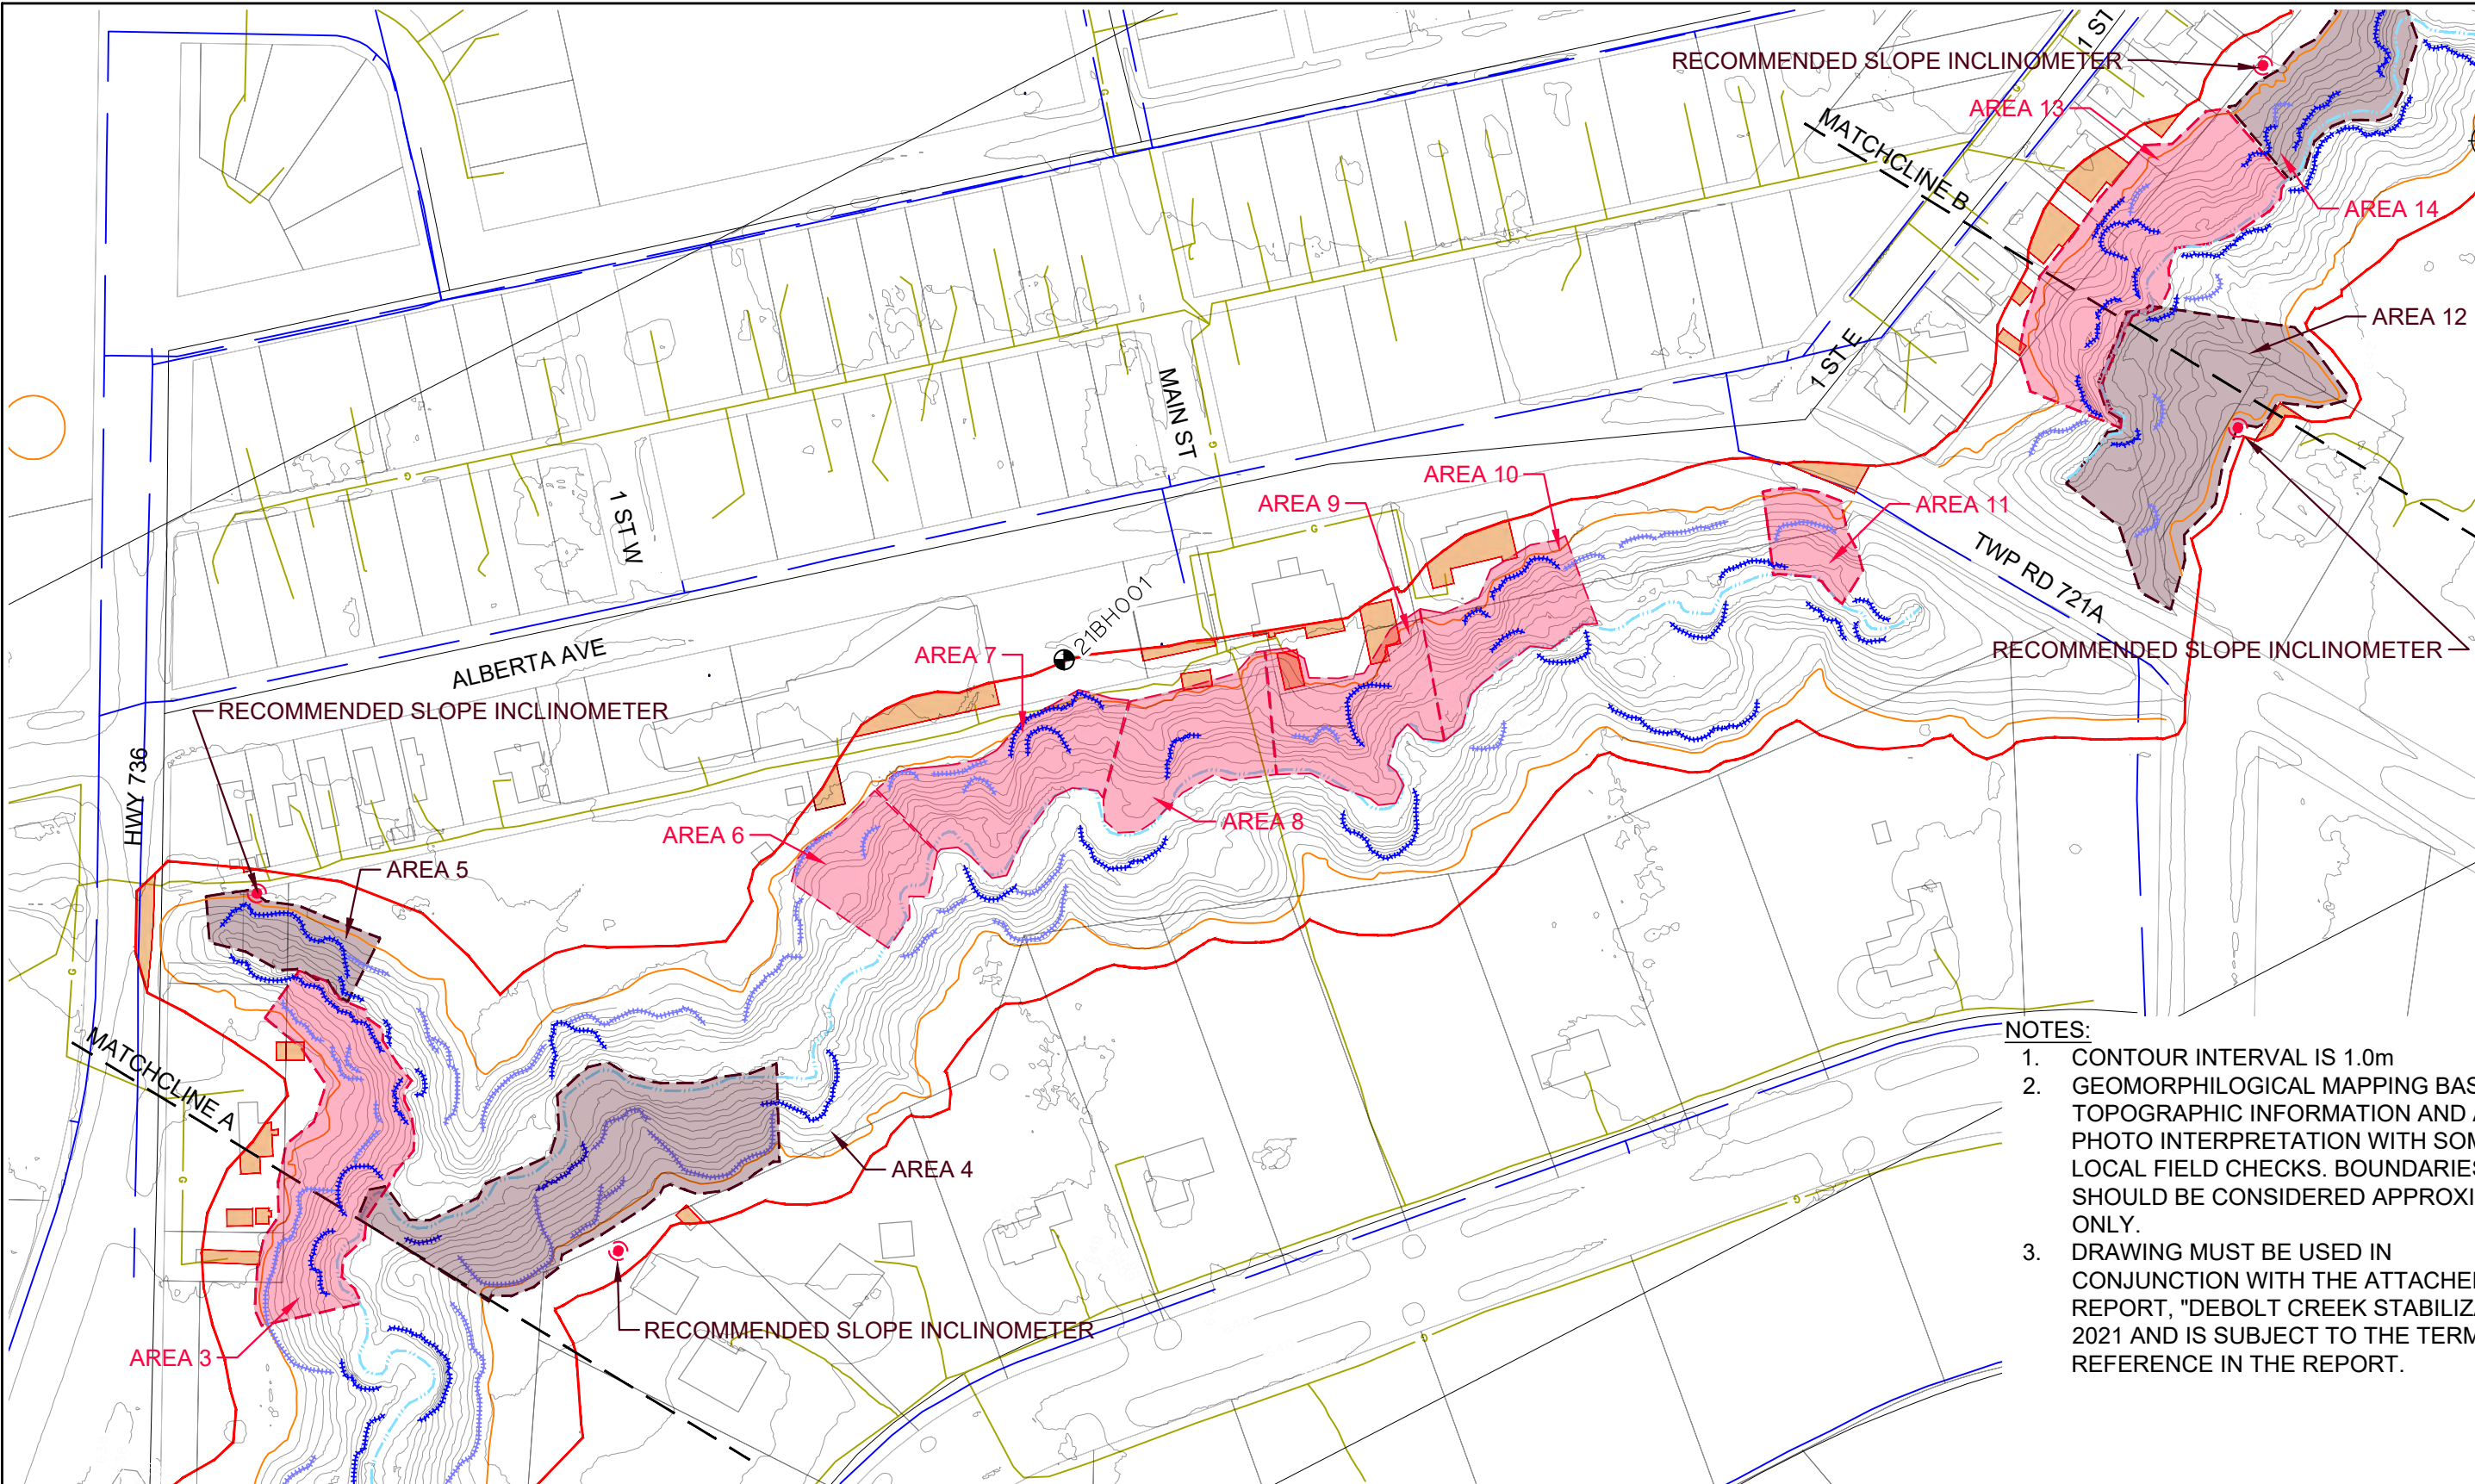 RECOMMENDED SLOPE INCLINOMETER
1 ST
AREA 13
MATCHCLINE B
AREA 14
AREA 12
1 ST E
MAIN ST
AREA 10
AREA 9
AREA 11
1 ST W
TWP RD 721A
21BH001
ALBERTA AVE
AREA 7
RECOMMENDED SLOPE INCLINOMETER
RECOMMENDED SLOPE INCLINOMETER
HWY 736
AREA 6
AREA 8
AREA 5
MATCHCLINE A
AREA 4
RECOMMENDED SLOPE INCLINOMETER
AREA 3
G
G
G
G
G
G
G
G
NOTES:
1. CONTOUR INTERVAL IS 1.0m
2. GEOMORPHILOGICAL MAPPING BAS
TOPOGRAPHIC INFORMATION AND A
PHOTO INTERPRETATION WITH SOM
LOCAL FIELD CHECKS. BOUNDARIES
SHOULD BE CONSIDERED APPROXI
ONLY.
3. DRAWING MUST BE USED IN
CONJUNCTION WITH THE ATTACHE
REPORT, "DEBOLT CREEK STABILIZA
2021 AND IS SUBJECT TO THE TERM
REFERENCE IN THE REPORT.